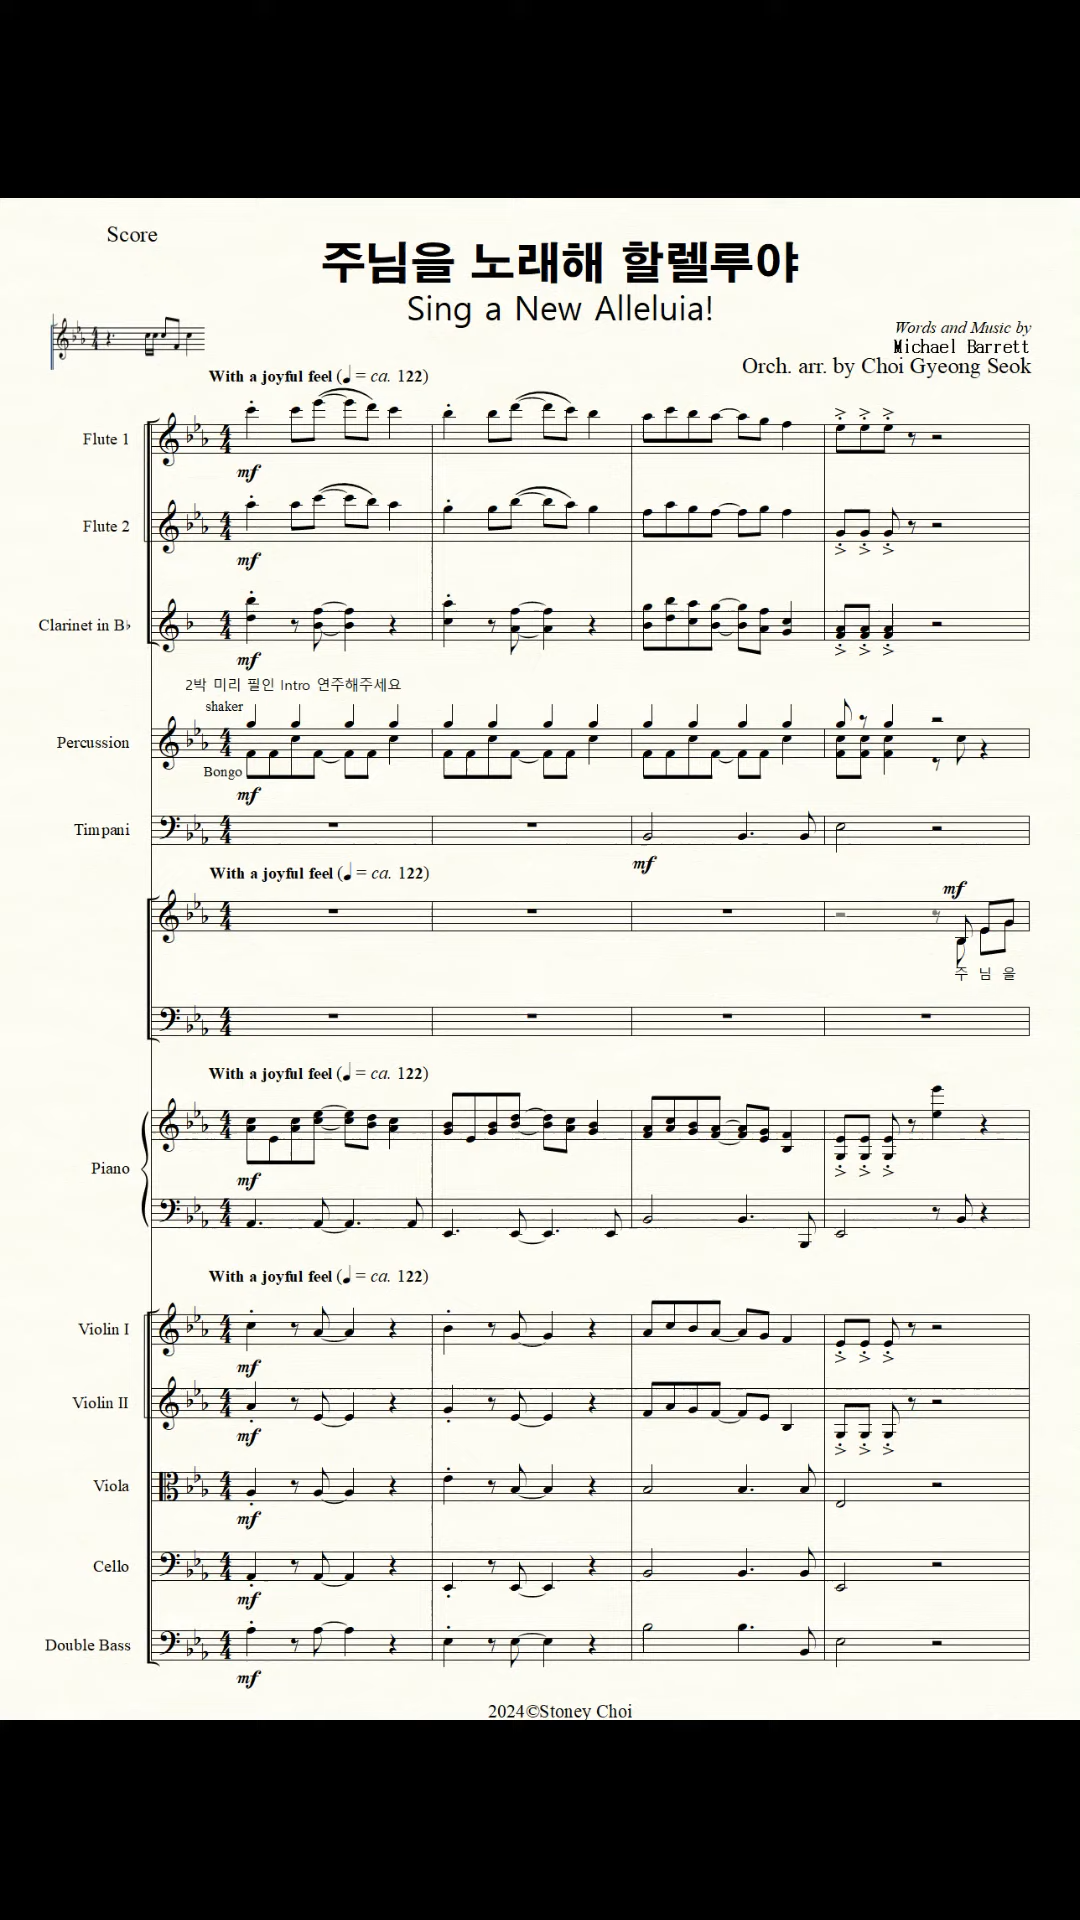 Score
주님을 노래해 할렐루야
Sing a New Alleluia!
Words and Music by
Michael Barrett
Orch. arr. by Choi Gyeong Seok
With a joyful feel (♩ = ca. 122)
Flute 1
mf
Flute 2
mf
Clarinet in B♭
mf
2박 미리 필인 Intro 연주해주세요
shaker
Percussion
Bongo
mf
Timpani
mf
With a joyful feel (♩ = ca. 122)
mf
주 님 을
With a joyful feel (♩ = ca. 122)
Piano
mf
With a joyful feel (♩ = ca. 122)
Violin I
mf
Violin II
mf
Viola
mf
Cello
mf
Double Bass
mf
2024©Stoney Choi